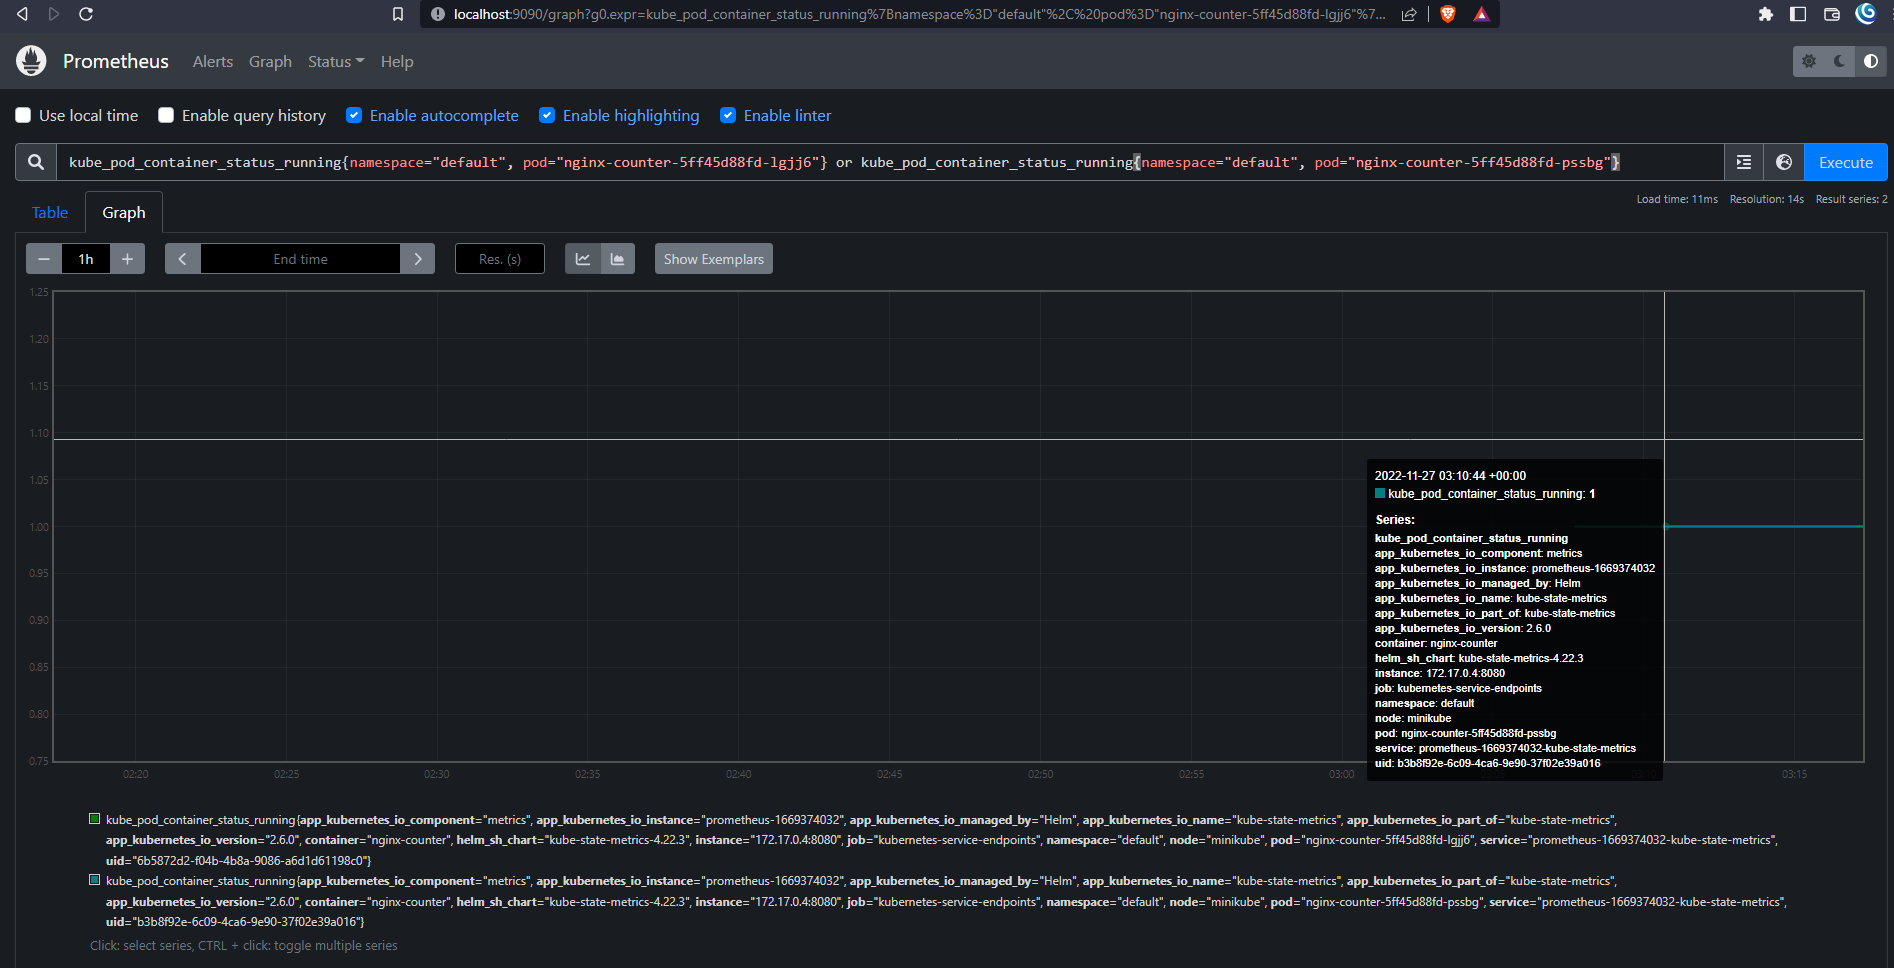 localhost:9090/graph?g0.expr=kube_pod_container_status_running%7Bnamespace%3D"default"%2C%20pod%3D"nginx-counter-5ff45d88fd-lgjj6"%7...
Prometheus Alerts Graph Status Help
Use local time Enable query history Enable autocomplete Enable highlighting Enable linter
kube_pod_container_status_running{namespace="default", pod="nginx-counter-5ff45d88fd-lgjj6"} or kube_pod_container_status_running{namespace="default", pod="nginx-counter-5ff45d88fd-pssbg"}
Execute
Load time: 11ms Resolution: 14s Result series: 2
Table Graph
− 1h + End time Res. (s) Show Exemplars
1.25
1.20
1.15
1.10
1.05
1.00
0.95
0.90
0.85
0.80
0.75
2022-11-27 03:10:44 +00:00
kube_pod_container_status_running: 1
Series:
kube_pod_container_status_running
app_kubernetes_io_component: metrics
app_kubernetes_io_instance: prometheus-1669374032
app_kubernetes_io_managed_by: Helm
app_kubernetes_io_name: kube-state-metrics
app_kubernetes_io_part_of: kube-state-metrics
app_kubernetes_io_version: 2.6.0
container: nginx-counter
helm_sh_chart: kube-state-metrics-4.22.3
instance: 172.17.0.4:8080
job: kubernetes-service-endpoints
namespace: default
node: minikube
pod: nginx-counter-5ff45d88fd-pssbg
service: prometheus-1669374032-kube-state-metrics
uid: b3b8f92e-6c09-4ca6-9e90-37f02e39a016
02:20 02:25 02:30 02:35 02:40 02:45 02:50 02:55 03:00 03:15
kube_pod_container_status_running{app_kubernetes_io_component="metrics", app_kubernetes_io_instance="prometheus-1669374032", app_kubernetes_io_managed_by="Helm", app_kubernetes_io_name="kube-state-metrics", app_kubernetes_io_part_of="kube-state-metrics",
app_kubernetes_io_version="2.6.0", container="nginx-counter", helm_sh_chart="kube-state-metrics-4.22.3", instance="172.17.0.4:8080", job="kubernetes-service-endpoints", namespace="default", node="minikube", pod="nginx-counter-5ff45d88fd-lgjj6", service="prometheus-1669374032-kube-state-metrics",
uid="6b5872d2-f04b-4b8a-9086-a6d1d61198c0"}
kube_pod_container_status_running{app_kubernetes_io_component="metrics", app_kubernetes_io_instance="prometheus-1669374032", app_kubernetes_io_managed_by="Helm", app_kubernetes_io_name="kube-state-metrics", app_kubernetes_io_part_of="kube-state-metrics",
app_kubernetes_io_version="2.6.0", container="nginx-counter", helm_sh_chart="kube-state-metrics-4.22.3", instance="172.17.0.4:8080", job="kubernetes-service-endpoints", namespace="default", node="minikube", pod="nginx-counter-5ff45d88fd-pssbg", service="prometheus-1669374032-kube-state-metrics",
uid="b3b8f92e-6c09-4ca6-9e90-37f02e39a016"}
Click: select series, CTRL + click: toggle multiple series